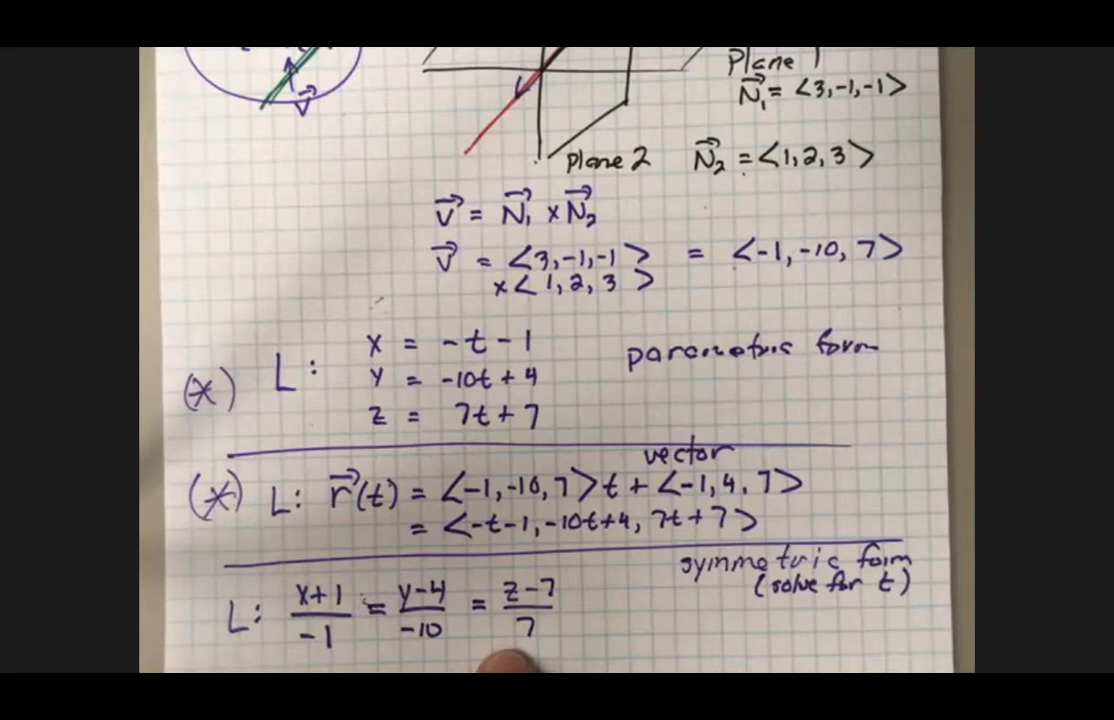 Plane 1
N₁ = <3,-1,-1>
V
Plane 2 N₂ = <1,2,3>
V = N₁ × N₂
V = <3,-1,-1> = <-1,-10,7>
×<1,2,3>
x = -t-1
(*) L: y = -10t+4 parametric form
z = 7t+7
vector
(*) L: r(t) = <-1,-10,7>t + <-1,4,7>
= <-t-1,-10t+4, 7t+7>
symmetric form
(solve for t)
L: x+1/-1 = y-4/-10 = z-7/7